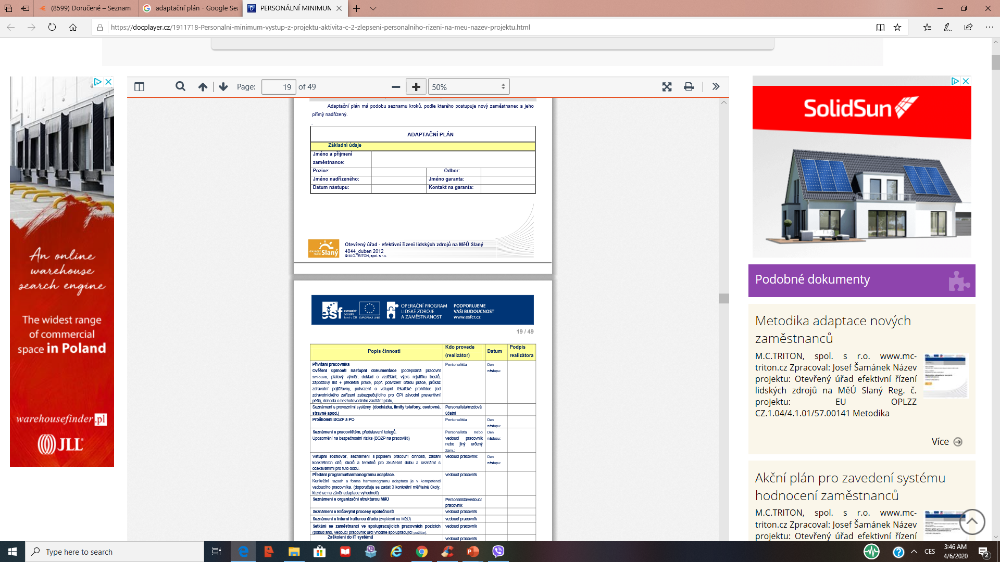 (8599) Doručené – Seznam
adaptační plán - Google Sea
PERSONÁLNÍ MINIMUM
https://docplayer.cz/1911718-Personalni-minimum-vystup-z-projektu-aktivita-c-2-zlepseni-personalniho-rizeni-na-meu-nazev-projektu.html
Page: 19 of 49
50%
Adaptační plán má podobu seznamu kroků, podle kterého postupuje nový zaměstnanec a jeho
přímý nadřízený.
ADAPTAČNÍ PLÁN
Základní údaje
Jméno a příjmení
zaměstnance:
Pozice: Odbor:
Jméno nadřízeného: Jméno garanta:
Datum nástupu: Kontakt na garanta:
Slaný
Otevřený úřad - efektivní řízení lidských zdrojů na MěÚ Slaný
4044_duben 2012
© M.C.TRITON, spol. s r.o.
esf evropský sociální fond v ČR EVROPSKÁ UNIE
OPERAČNÍ PROGRAM
LIDSKÉ ZDROJE
A ZAMĚSTNANOST
PODPORUJEME
VAŠI BUDOUCNOST
www.esfcr.cz
19 / 49
Popis činnosti
Kdo provede
(realizátor)
Datum
Podpis
realizátora
Přivítání pracovníka
Ověření úplnosti nástupní dokumentace (podepsaná pracovní
smlouva, platový výměr, doklad o vzdělání, výpis rejstříku trestů,
zápočtový list + předešlá praxe, popř. potvrzení úřadu práce, průkaz
zdravotní pojišťovny, potvrzení o vstupní lékařské prohlídce (od
zdravotnického zařízení zabezpečujícího pro ČPI závodní preventivní
péči), dohoda o bezhotovostním zasílání platu,
Personalista
Den
nástupu:
Seznámení s provozními systémy (docházka, limity telefony, cestovné,
stravné apod.)
Personalista/mzdová
účetní
Proškolení BOZP a PO
Personalista
Den
nástupu:
Seznámení s pracovištěm, představení kolegů,
Upozornění na bezpečnostní rizika (BOZP na pracovišti)
Personalista nebo
vedoucí pracovník
nebo jiný určený
zam.:
Den
nástupu:
Vstupní rozhovor, seznámení s popisem pracovní činnosti, zadání
konkrétních cílů, úkolů a termínů pro zkušební dobu a seznámí s
očekáváními pro tuto dobu.
vedoucí pracovník:
Den
nástupu:
Předání programu/harmonogramu adaptace.
Konkrétní rozsah a forma harmonogramu adaptace je v kompetenci
vedoucího pracovníka. (doporučuje se zadat 3 konkrétní měřitelné úkoly,
které se na závěr adaptace vyhodnotí)
vedoucí pracovník
Seznámení s organizační strukturou MěÚ
Personalista/vedoucí
pracovník
Seznámení s klíčovými procesy společnosti
vedoucí pracovník
Seznámení s interní kulturou úřadu (zvyklosti na MěÚ)
vedoucí pracovník
Setkání se zaměstnanci ve spolupracujících pracovních pozicích
(pokud ano, vedoucí pracovník určí vhodné spolupracující pozice).
vedoucí pracovník
Zaškolení do IT systémů
vedoucí pracovník
An online
warehouse
search engine
The widest range
of commercial
space in Poland
warehousefinder.pl
JLL
SolidSun
Podobné dokumenty
Metodika adaptace nových
zaměstnanců
M.C.TRITON, spol. s r.o. www.mc-
triton.cz Zpracoval: Josef Šamánek Název
projektu: Otevřený úřad efektivní řízení
lidských zdrojů na MěÚ Slaný Reg. č.
projektu: EU OPLZZ
CZ.1.04/4.1.01/57.00141 Metodika
Více
Akční plán pro zavedení systému
hodnocení zaměstnanců
M.C.TRITON, spol. s r.o. www.mc-
triton.cz Zpracoval: Josef Šamánek Název
projektu: Otevřený úřad efektivní řízení
Type here to search
CES
3:46 AM
4/6/2020
2